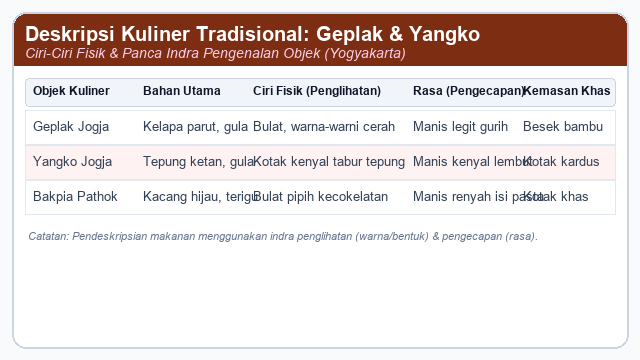 Deskripsi Kuliner Tradisional: Geplak & Yangko
Ciri-Ciri Fisik & Panca Indra Pengenalan Objek (Yogyakarta)
Objek Kuliner Bahan Utama Ciri Fisik (Penglihatan) Rasa (Pengecapan) Kemasan Khas
Geplak Jogja Kelapa parut, gula Bulat, warna-warni cerah Manis legit gurih Besek bambu
Yangko Jogja Tepung ketan, gula Kotak kenyal tabur tepung Manis kenyal lembut Kotak kardus
Bakpia Pathok Kacang hijau, terigu Bulat pipih kecokelatan Manis renyah isi pasta Kotak khas
Catatan: Pendeskripsian makanan menggunakan indra penglihatan (warna/bentuk) & pengecapan (rasa).